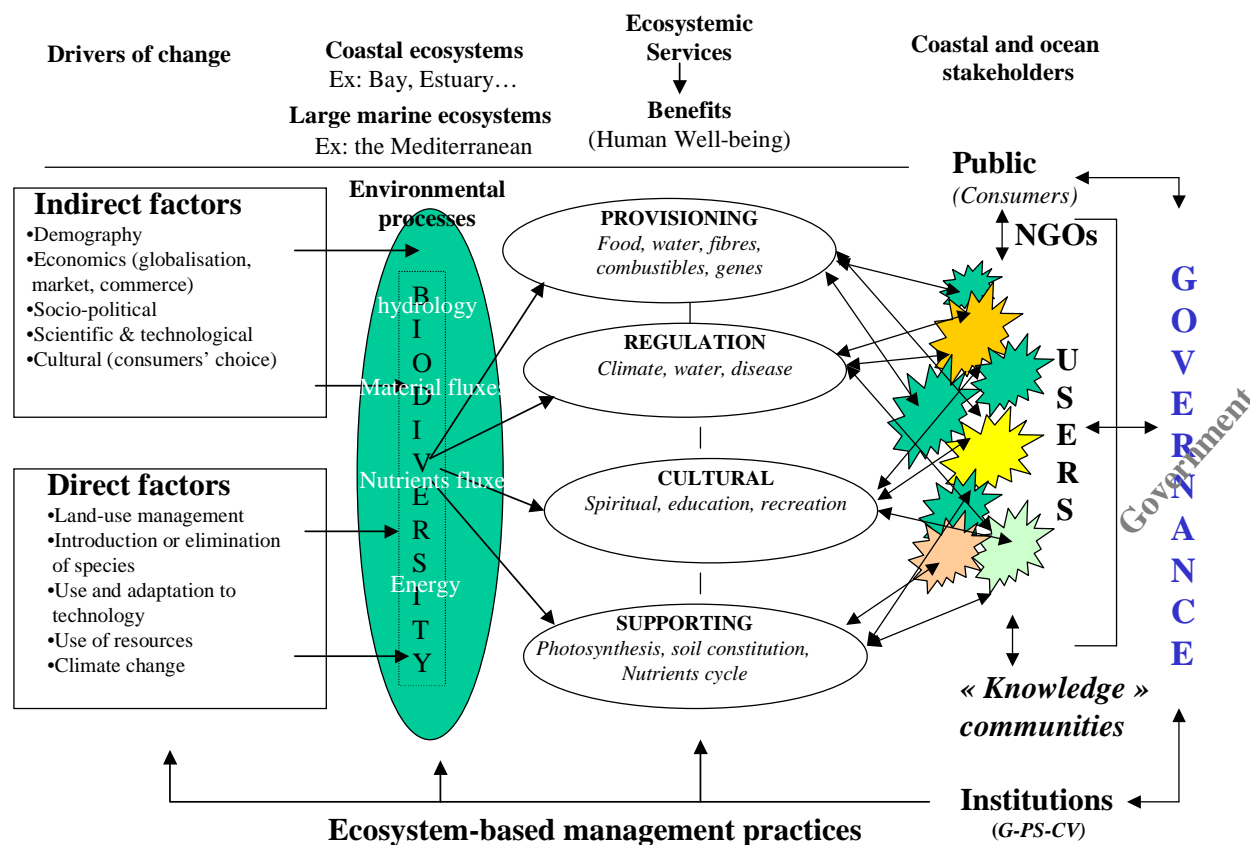 Drivers of change
Coastal ecosystems
Ex: Bay, Estuary…
Large marine ecosystems
Ex: the Mediterranean
Ecosystemic
Services
Benefits
(Human Well-being)
Coastal and ocean
stakeholders
Indirect factors
•Demography
•Economics (globalisation,
market, commerce)
•Socio-political
•Scientific & technological
•Cultural (consumers’ choice)
Direct factors
•Land-use management
•Introduction or elimination
of species
•Use and adaptation to
technology
•Use of resources
•Climate change
Environmental
processes
BIODIVERSITY
hydrology
Material fluxes
Nutrients fluxe
Energy
PROVISIONING
Food, water, fibres,
combustibles, genes
REGULATION
Climate, water, disease
CULTURAL
Spiritual, education, recreation
SUPPORTING
Photosynthesis, soil constitution,
Nutrients cycle
Public
(Consumers)
NGOs
USERS
« Knowledge »
communities
GOVERNANCE
Government
Institutions
(G-PS-CV)
Ecosystem-based management practices